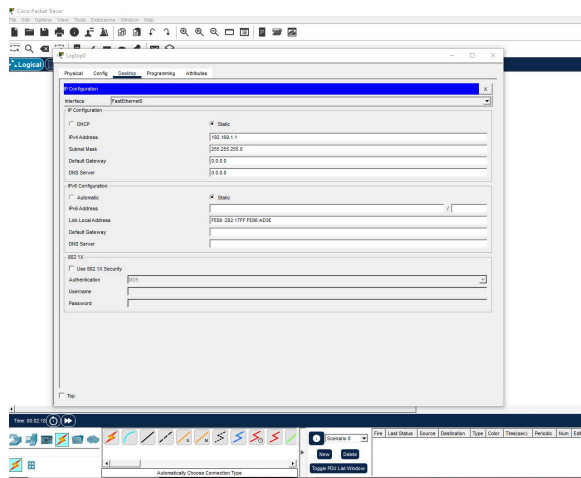 Cisco Packet Tracer
File Edit Options View Tools Extensions Window Help
Logical
Laptop0
Physical Config Desktop Programming Attributes
IP Configuration X
Interface FastEthernet0
IP Configuration
DHCP Static
IPv4 Address 192.169.1.1
Subnet Mask 255.255.255.0
Default Gateway 0.0.0.0
DNS Server 0.0.0.0
IPv6 Configuration
Automatic Static
IPv6 Address /
Link Local Address FE80::202:17FF:FE86:AD3E
Default Gateway
DNS Server
802.1X
Use 802.1X Security
Authentication MD5
Username
Password
Top
Time: 00:02:18
Scenario 0
Fire Last Status Source Destination Type Color Time(sec) Periodic Num Edit
New Delete
Toggle PDU List Window
Automatically Choose Connection Type